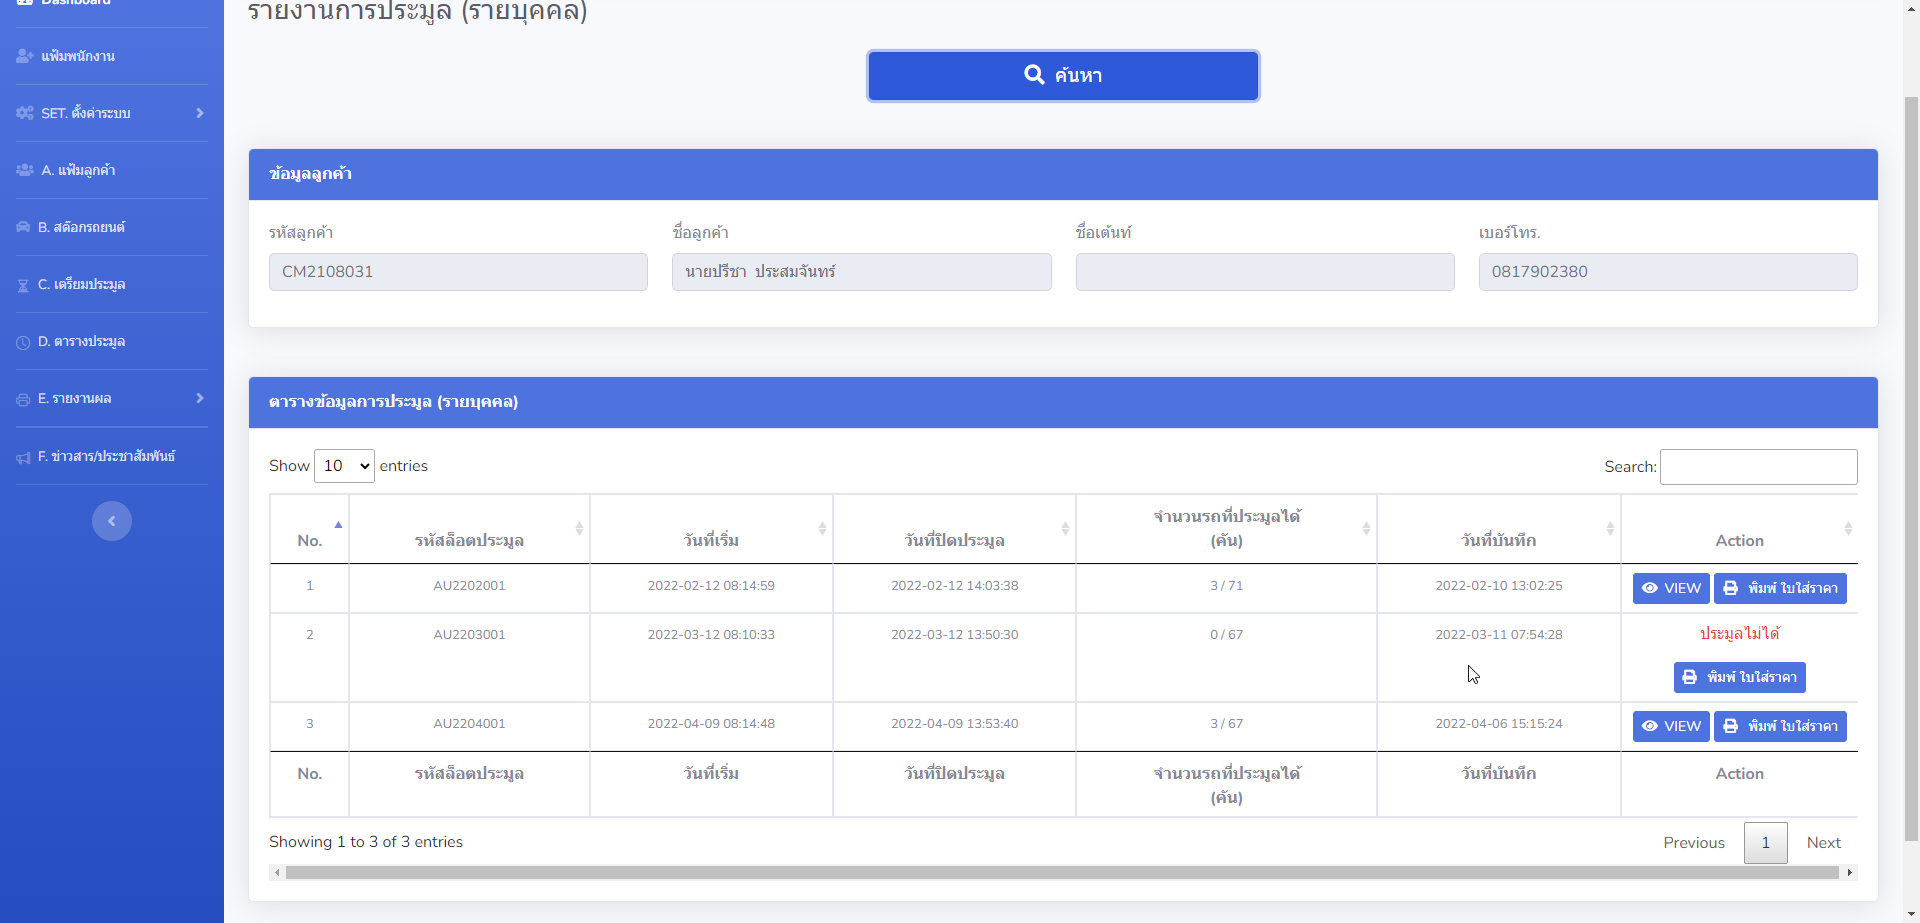 Dashboard
แฟ้มพนักงาน
SET. ตั้งค่าระบบ
A. แฟ้มลูกค้า
B. สต๊อกรถยนต์
C. เตรียมประมูล
D. ตารางประมูล
E. รายงานผล
F. ข่าวสาร/ประชาสัมพันธ์
รายงานการประมูล (รายบุคคล)
ค้นหา
ข้อมูลลูกค้า
รหัสลูกค้า ชื่อลูกค้า ชื่อเต้นท์ เบอร์โทร.
CM2108031 นายปรีชา ประสมจันทร์ 0817902380
ตารางข้อมูลการประมูล (รายบุคคล)
Show 10 entries Search:
No. รหัสล็อตประมูล วันที่เริ่ม วันที่ปิดประมูล จำนวนรถที่ประมูลได้ (คัน) วันที่บันทึก Action
1 AU2202001 2022-02-12 08:14:59 2022-02-12 14:03:38 3 / 71 2022-02-10 13:02:25 VIEW พิมพ์ ใบใส่ราคา
2 AU2203001 2022-03-12 08:10:33 2022-03-12 13:50:30 0 / 67 2022-03-11 07:54:28 ประมูลไม่ได้
พิมพ์ ใบใส่ราคา
3 AU2204001 2022-04-09 08:14:48 2022-04-09 13:53:40 3 / 67 2022-04-06 15:15:24 VIEW พิมพ์ ใบใส่ราคา
No. รหัสล็อตประมูล วันที่เริ่ม วันที่ปิดประมูล จำนวนรถที่ประมูลได้ (คัน) วันที่บันทึก Action
Showing 1 to 3 of 3 entries Previous 1 Next